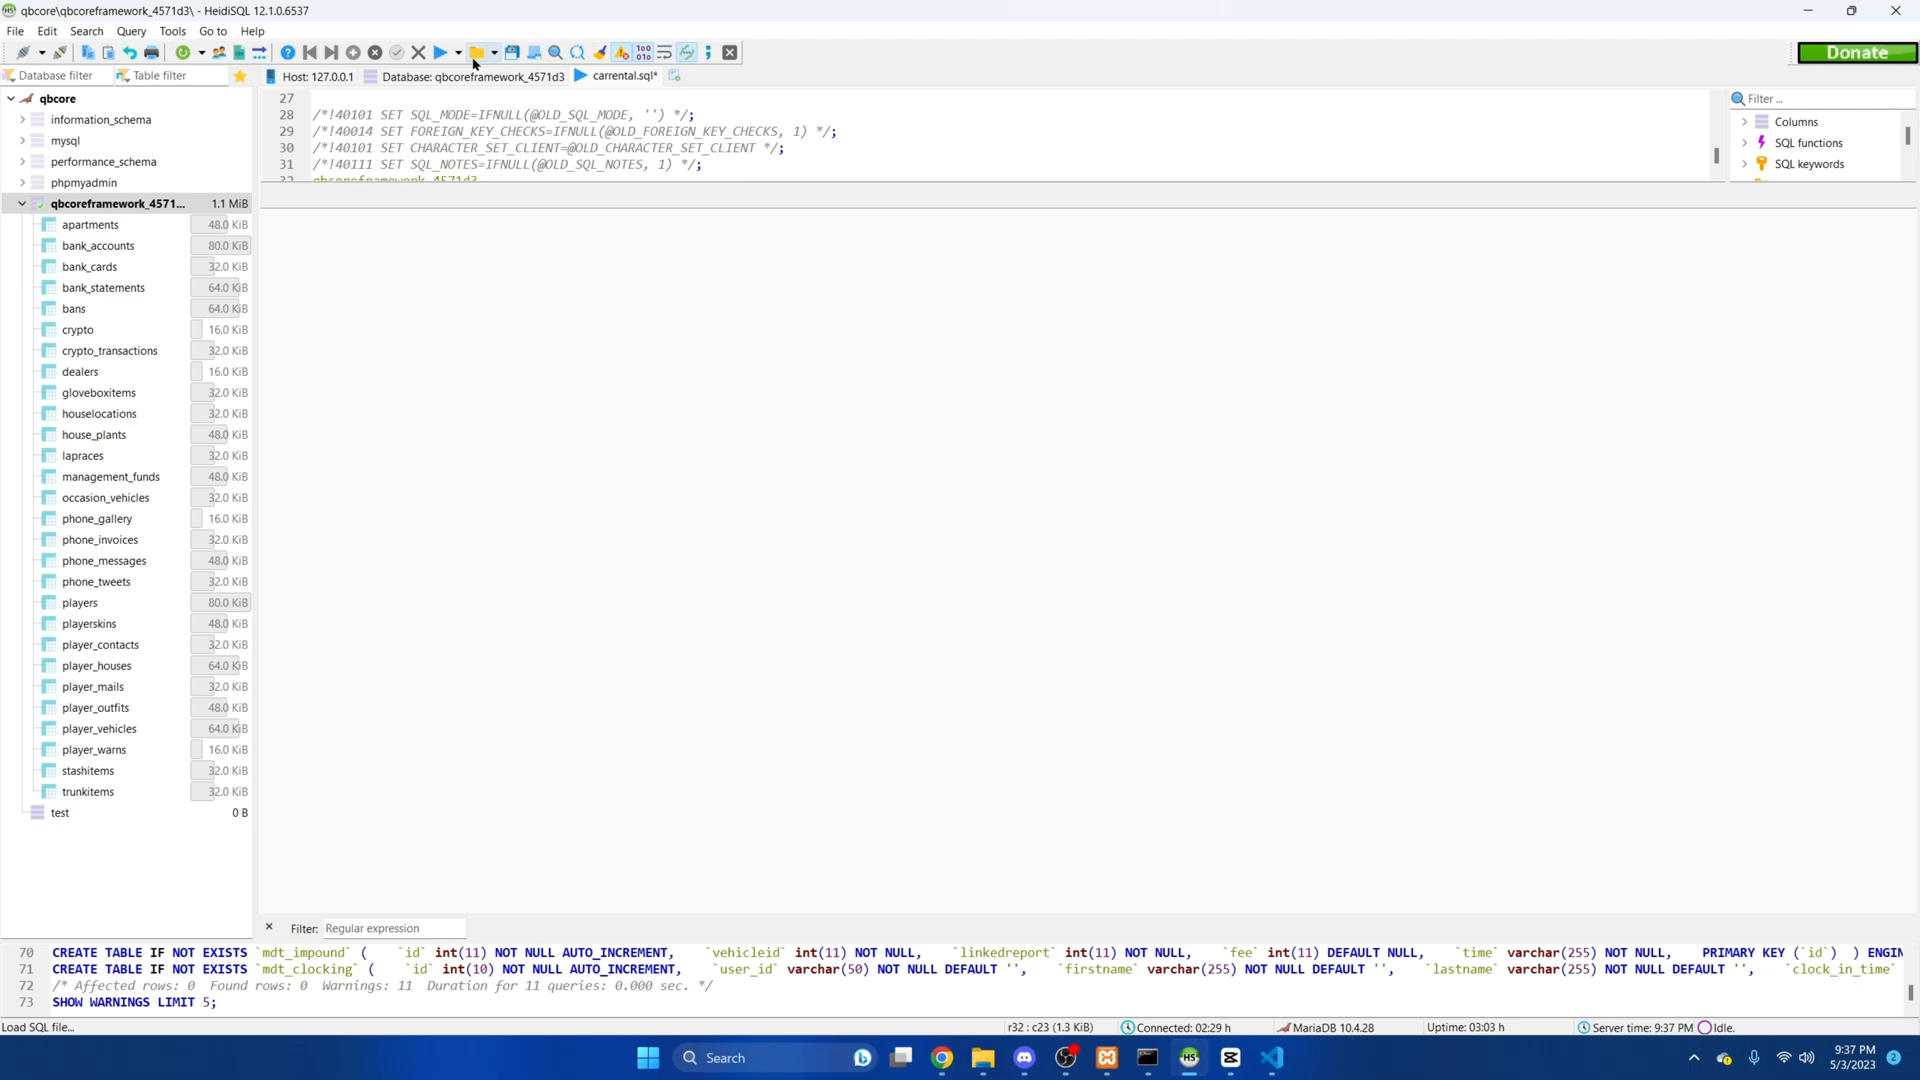 qbcore\qbcoreframework_4571d3\ - HeidiSQL 12.1.0.6537
File Edit Search Query Tools Go to Help
Donate
Database filter Table filter
Host: 127.0.0.1 Database: qbcoreframework_4571d3 carrental.sql*
qbcore
information_schema
mysql
performance_schema
phpmyadmin
qbcoreframework_4571... 1.1 MiB
apartments 48.0 KiB
bank_accounts 80.0 KiB
bank_cards 32.0 KiB
bank_statements 64.0 KiB
bans 64.0 KiB
crypto 16.0 KiB
crypto_transactions 32.0 KiB
dealers 16.0 KiB
gloveboxitems 32.0 KiB
houselocations 32.0 KiB
house_plants 48.0 KiB
lapraces 32.0 KiB
management_funds 48.0 KiB
occasion_vehicles 32.0 KiB
phone_gallery 16.0 KiB
phone_invoices 32.0 KiB
phone_messages 48.0 KiB
phone_tweets 32.0 KiB
players 80.0 KiB
playerskins 48.0 KiB
player_contacts 32.0 KiB
player_houses 64.0 KiB
player_mails 32.0 KiB
player_outfits 48.0 KiB
player_vehicles 64.0 KiB
player_warns 16.0 KiB
stashitems 32.0 KiB
trunkitems 32.0 KiB
test 0 B
27
28 /*!40101 SET SQL_MODE=IFNULL(@OLD_SQL_MODE, '') */;
29 /*!40014 SET FOREIGN_KEY_CHECKS=IFNULL(@OLD_FOREIGN_KEY_CHECKS, 1) */;
30 /*!40101 SET CHARACTER_SET_CLIENT=@OLD_CHARACTER_SET_CLIENT */;
31 /*!40111 SET SQL_NOTES=IFNULL(@OLD_SQL_NOTES, 1) */;
32 qbcoreframework_4571d3
Filter ...
Columns
SQL functions
SQL keywords
Filter: Regular expression
70 CREATE TABLE IF NOT EXISTS `mdt_impound` ( `id` int(11) NOT NULL AUTO_INCREMENT, `vehicleid` int(11) NOT NULL, `linkedreport` int(11) NOT NULL, `fee` int(11) DEFAULT NULL, `time` varchar(255) NOT NULL, PRIMARY KEY (`id`) ) ENGIN
71 CREATE TABLE IF NOT EXISTS `mdt_clocking` ( `id` int(10) NOT NULL AUTO_INCREMENT, `user_id` varchar(50) NOT NULL DEFAULT '', `firstname` varchar(255) NOT NULL DEFAULT '', `lastname` varchar(255) NOT NULL DEFAULT '', `clock_in_time`
72 /* Affected rows: 0 Found rows: 0 Warnings: 11 Duration for 11 queries: 0.000 sec. */
73 SHOW WARNINGS LIMIT 5;
Load SQL file... r32 : c23 (1.3 KiB) Connected: 02:29 h MariaDB 10.4.28 Uptime: 03:03 h Server time: 9:37 PM Idle.
Search
9:37 PM
5/3/2023
2